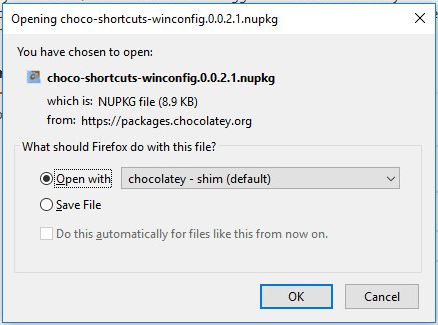 Opening choco-shortcuts-winconfig.0.0.2.1.nupkg
You have chosen to open:
choco-shortcuts-winconfig.0.0.2.1.nupkg
which is: NUPKG file (8.9 KB)
from: https://packages.chocolatey.org
What should Firefox do with this file?
Open with chocolatey - shim (default)
Save File
Do this automatically for files like this from now on.
OK Cancel